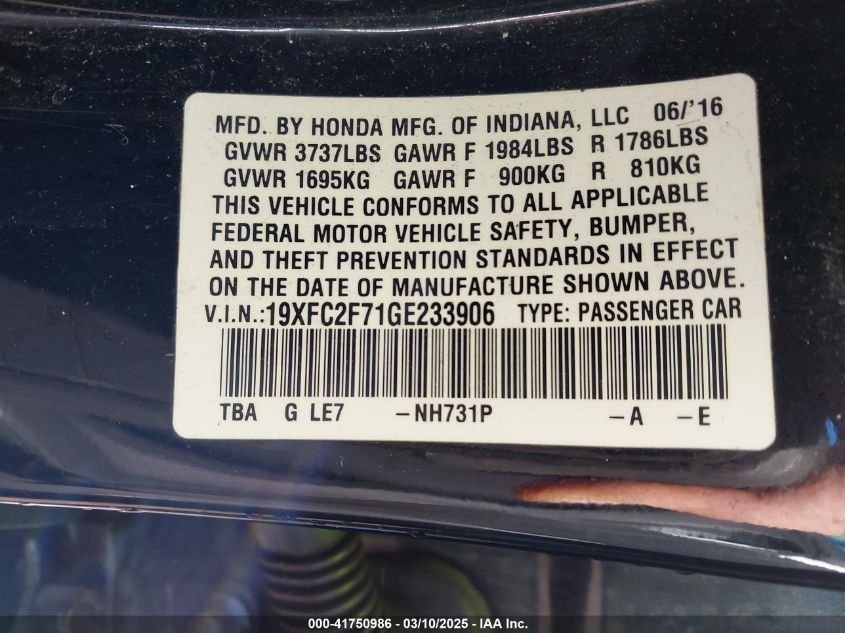 MFD. BY HONDA MFG. OF INDIANA, LLC 06/'16
GVWR 3737LBS GAWR F 1984LBS R 1786LBS
GVWR 1695KG GAWR F 900KG R 810KG
THIS VEHICLE CONFORMS TO ALL APPLICABLE
FEDERAL MOTOR VEHICLE SAFETY, BUMPER,
AND THEFT PREVENTION STANDARDS IN EFFECT
ON THE DATE OF MANUFACTURE SHOWN ABOVE.
V.I.N.:19XFC2F71GE233906 TYPE: PASSENGER CAR
TBA G LE7 -NH731P -A -E
000-41750986 - 03/10/2025 - IAA Inc.